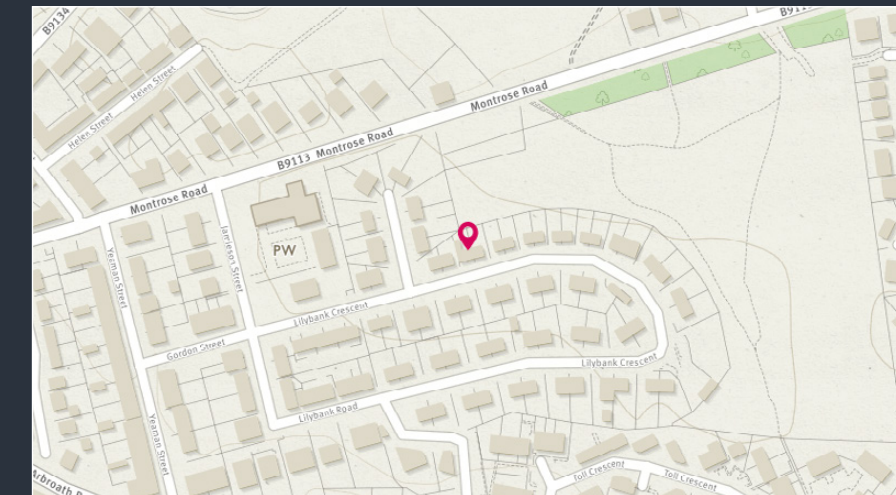 B9134
B911
Helen Street
Helen Street
Montrose Road
B9113 Montrose Road
Montrose Road
Jamieson Street
Yeaman Street
PW
Lilybank Crescent
Gordon Street
Lilybank Crescent
Lilybank Road
Yeaman Street
Toll Crescent
Toll Crescent
Arbroath